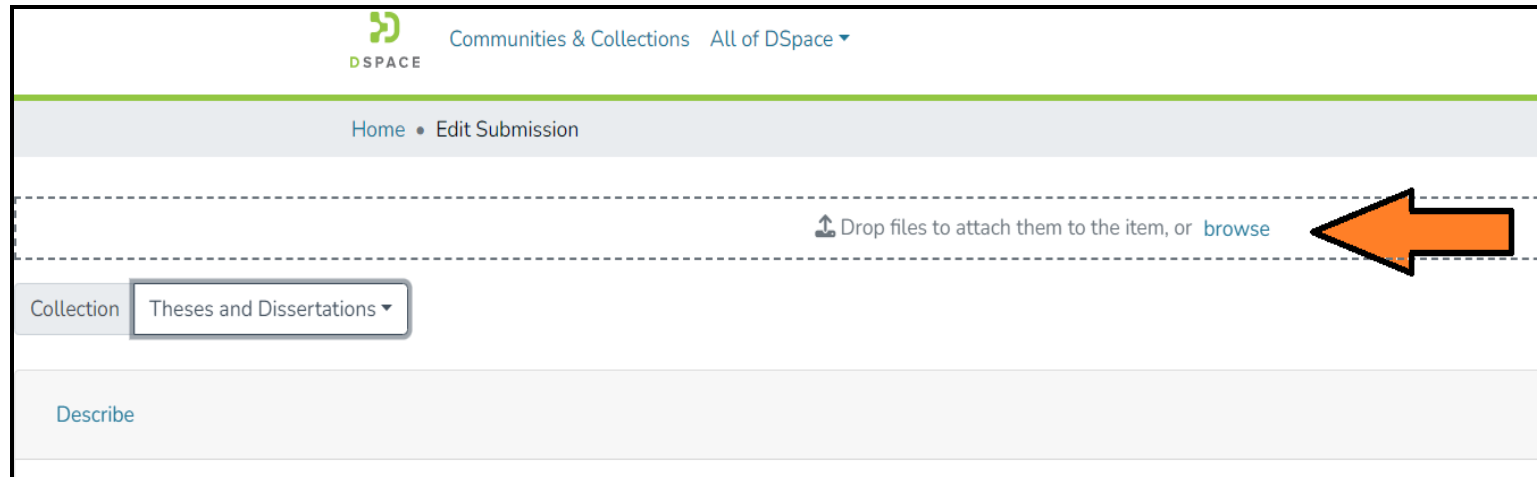 DSPACE
Communities & Collections All of DSpace
Home • Edit Submission
Drop files to attach them to the item, or browse
Collection Theses and Dissertations
Describe